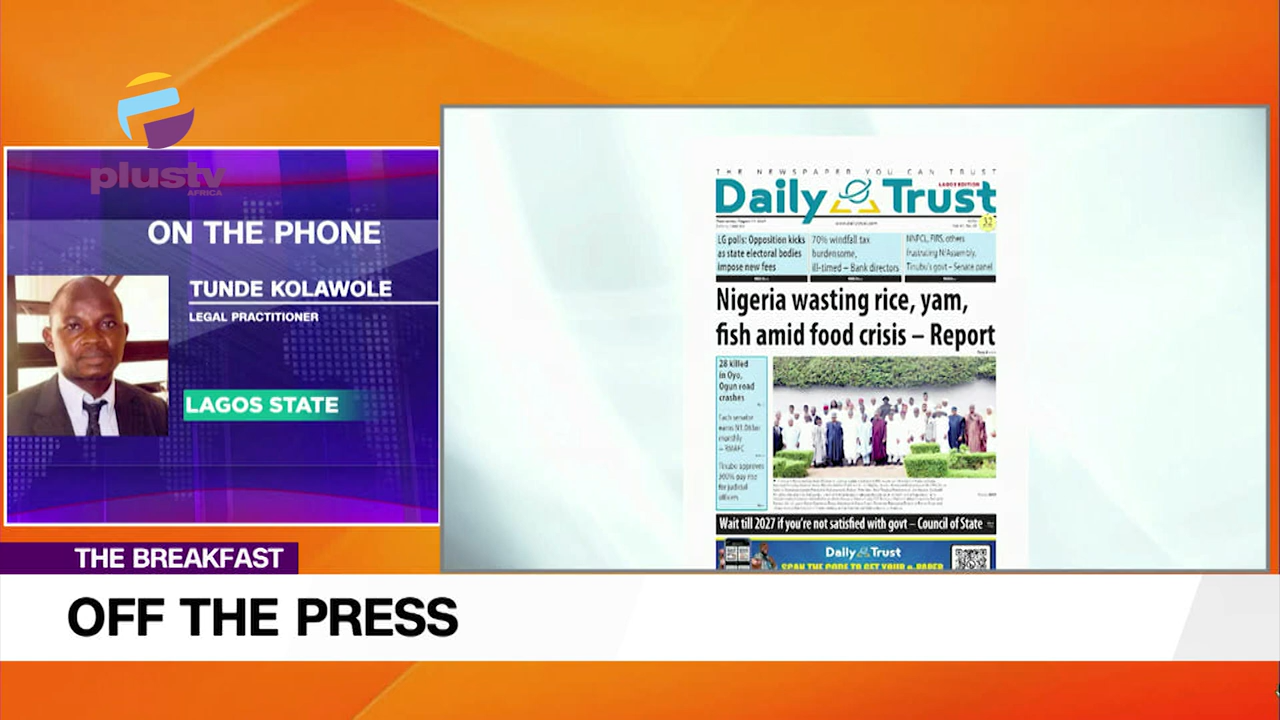 plustv
AFRICA
ON THE PHONE
TUNDE KOLAWOLE
LEGAL PRACTITIONER
LAGOS STATE
THE NEWSPAPER YOU CAN TRUST
LAGOS EDITION
Daily Trust
32
LG polls: Opposition kicks
as state electoral bodies
impose new fees
70% windfall tax
burdensome,
ill-timed – Bank directors
NNPCL, FIRS, others
frustrating N/Assembly,
Tinubu's govt – Senate panel
Nigeria wasting rice, yam,
fish amid food crisis – Report
28 killed
in Oyo,
Ogun road
crashes
Each senator
earns N1.06bn
monthly
– RMAFC
Tinubu approves
300% pay rise
for judicial
officers
Wait till 2027 if you're not satisfied with govt – Council of State
Daily Trust
SCAN THE CODE TO GET YOUR e-PAPER
THE BREAKFAST
OFF THE PRESS